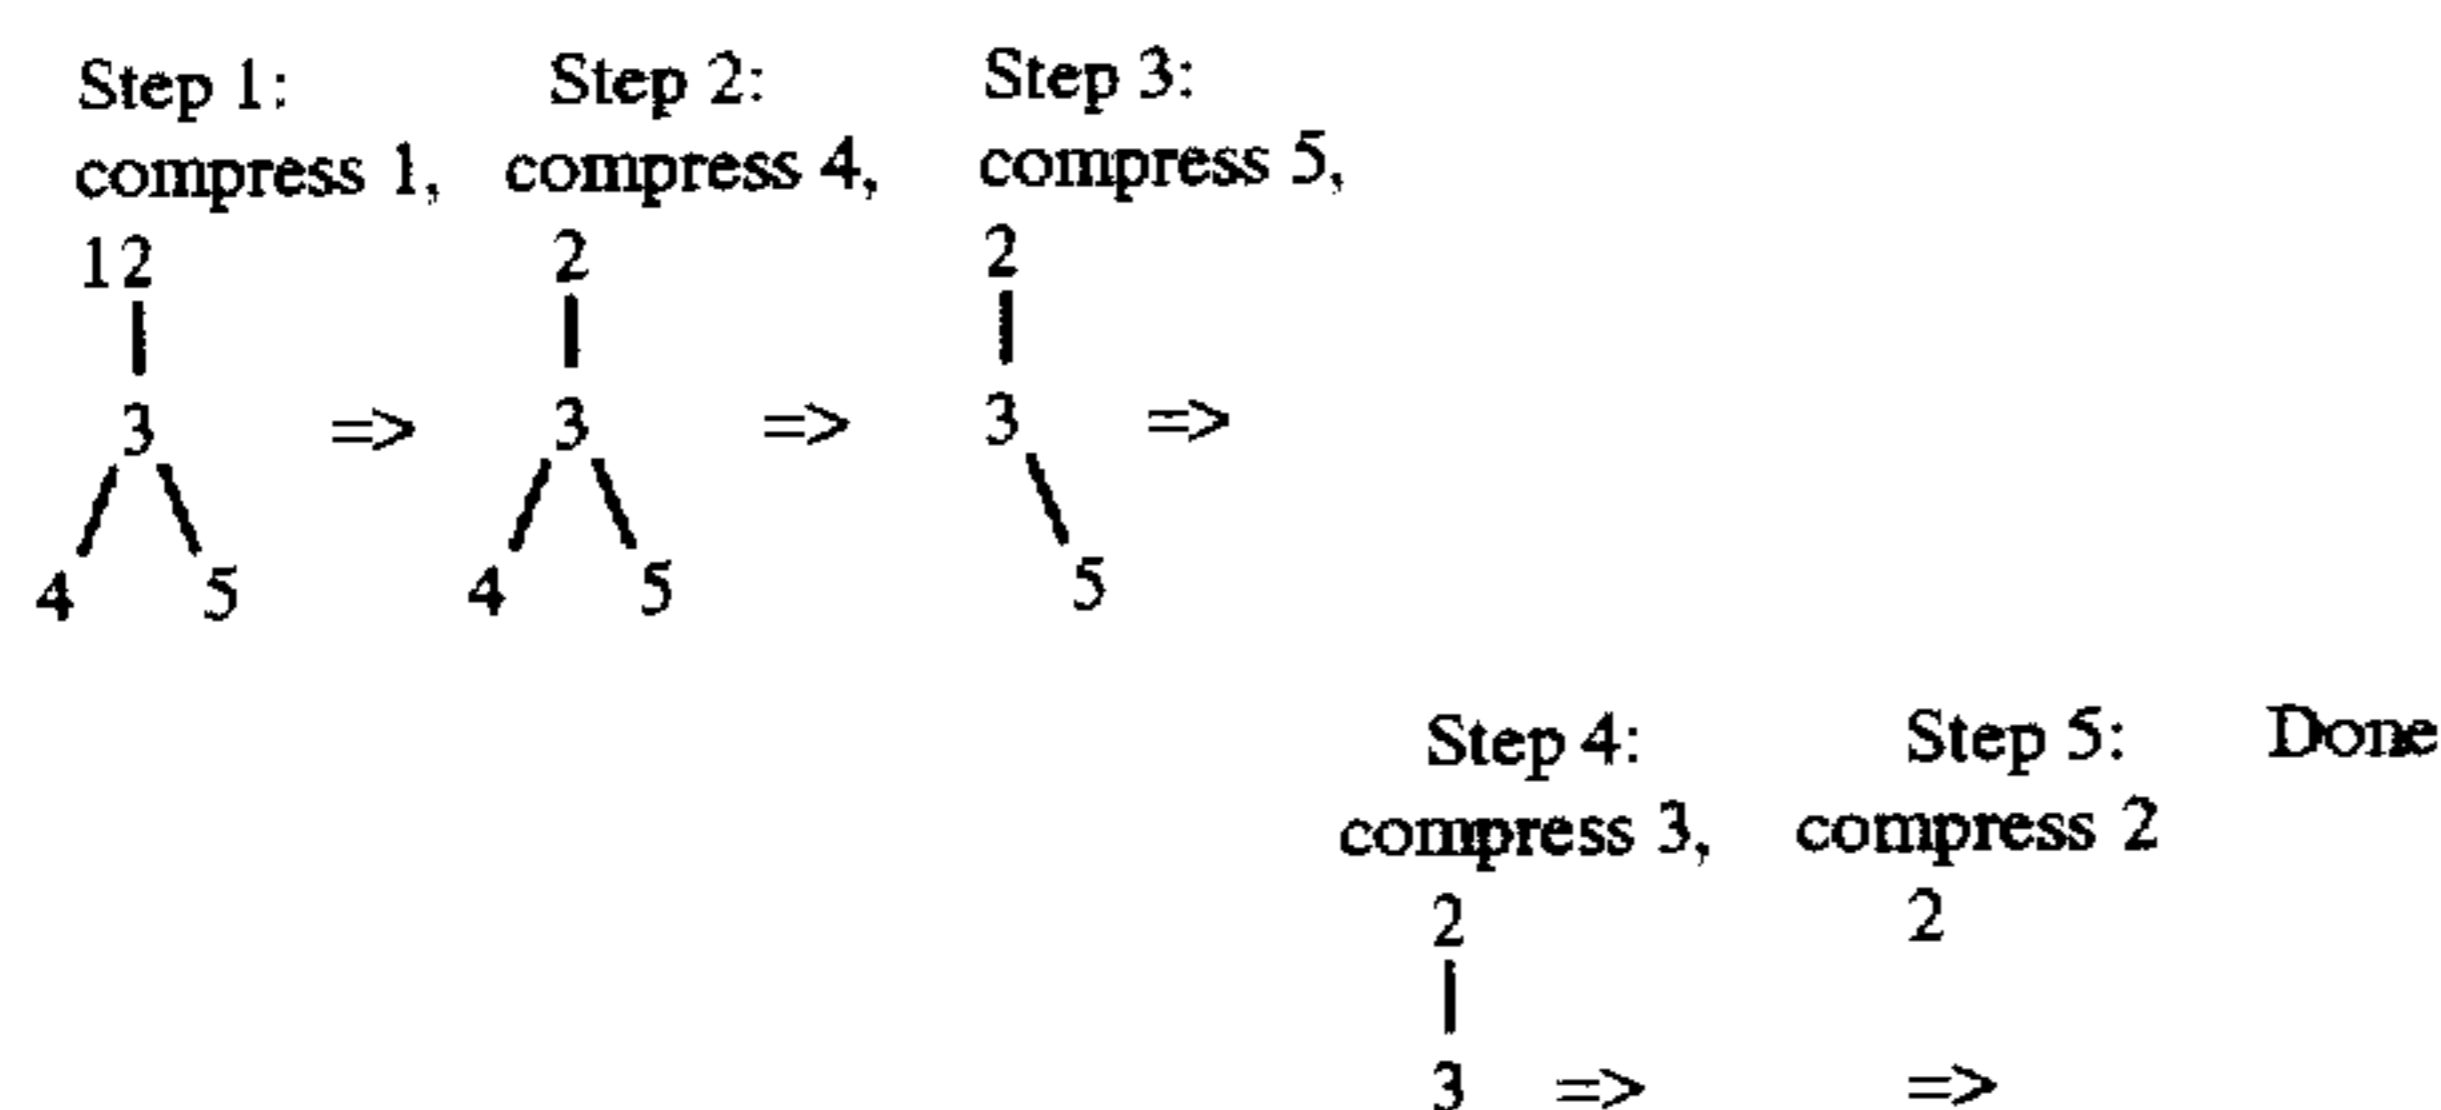 Step 1: Step 2: Step 3:
compress 1, compress 4, compress 5,
12 2 2
3 => 3 => 3 =>
4 5 4 5 5
Step 4: Step 5: Done
compress 3, compress 2
2 2
3 => =>